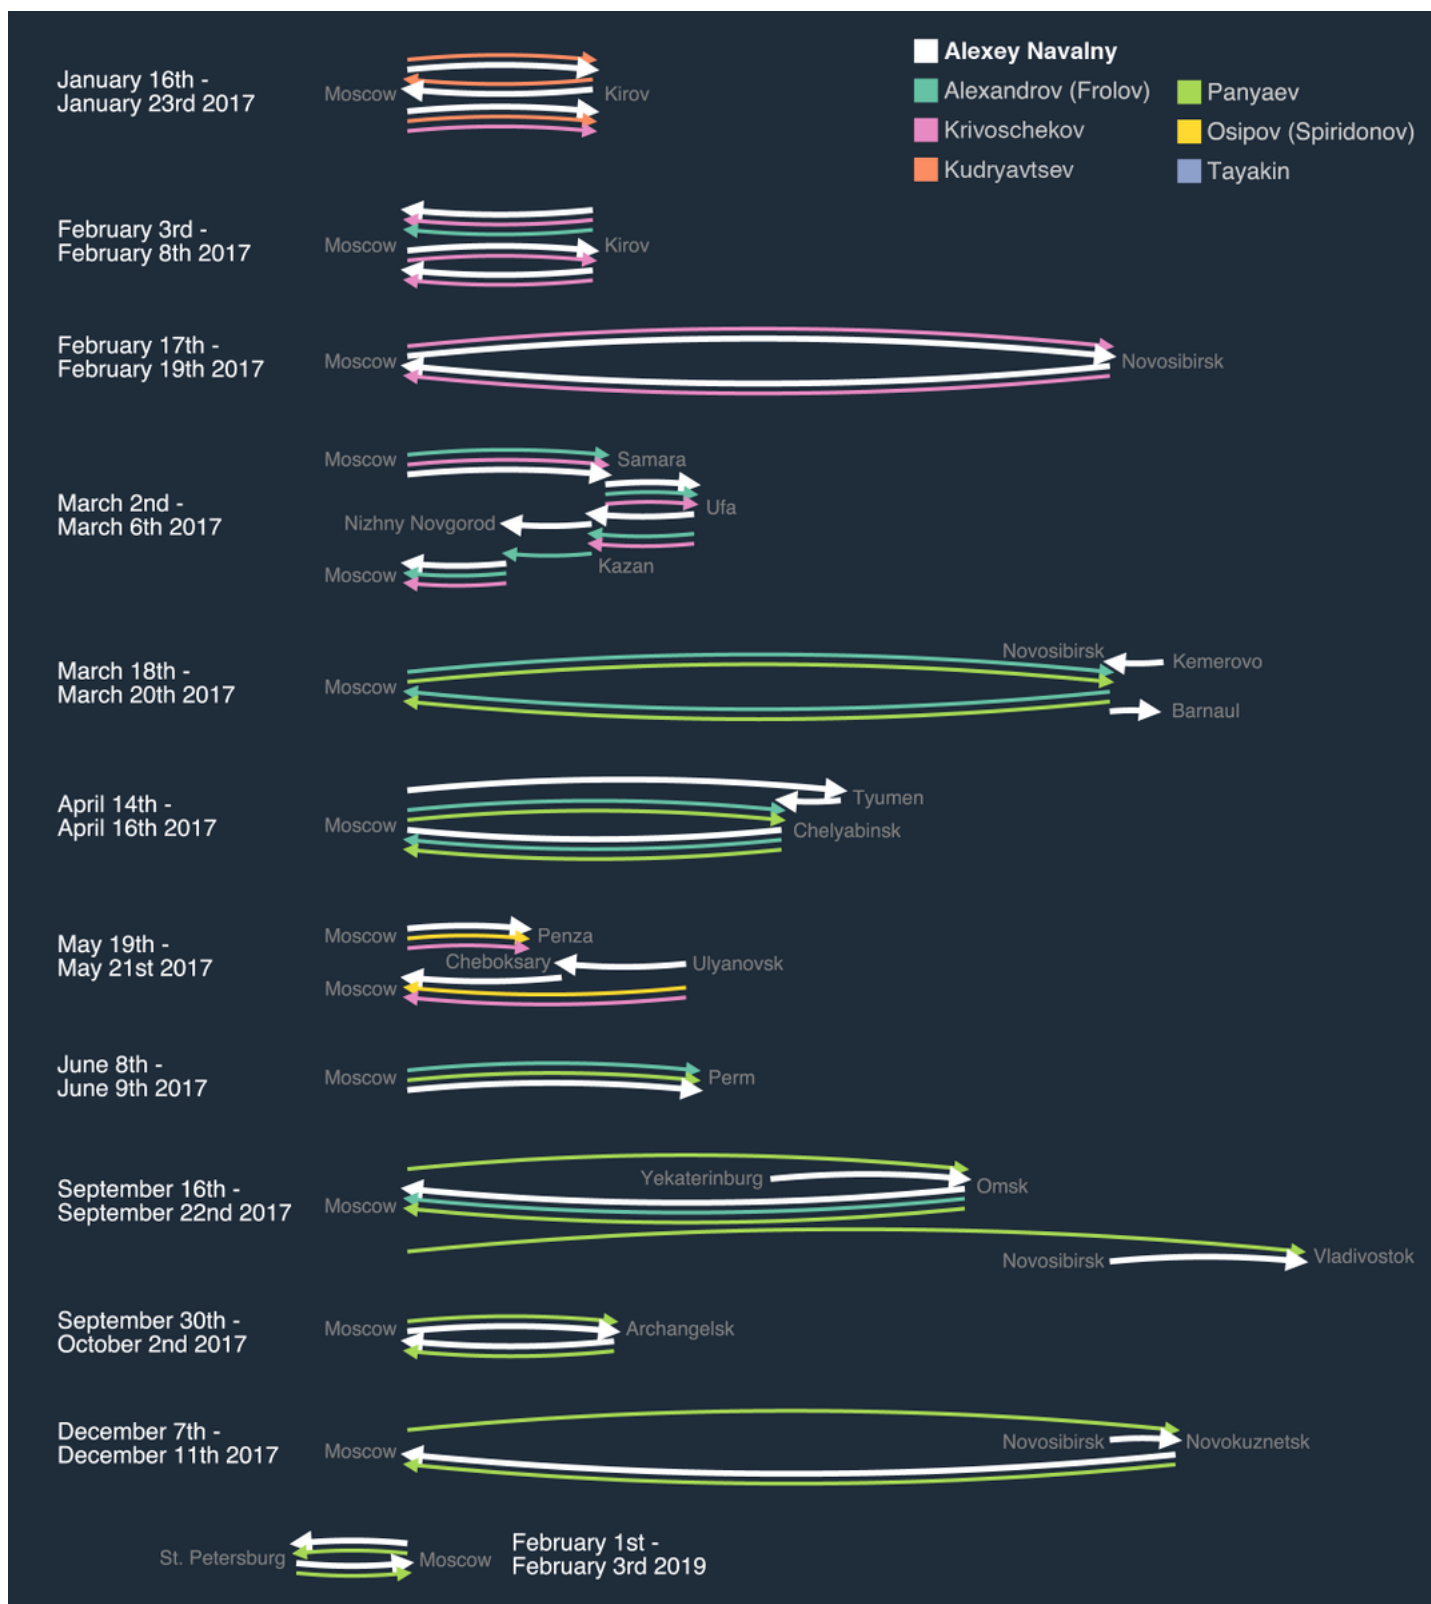 Alexey Navalny
Alexandrov (Frolov)
Krivoschekov
Kudryavtsev
Panyaev
Osipov (Spiridonov)
Tayakin
January 16th -
January 23rd 2017
Moscow
Kirov
February 3rd -
February 8th 2017
Moscow
Kirov
February 17th -
February 19th 2017
Moscow
Novosibirsk
March 2nd -
March 6th 2017
Moscow
Samara
Ufa
Nizhny Novgorod
Kazan
Moscow
March 18th -
March 20th 2017
Moscow
Novosibirsk
Kemerovo
Barnaul
April 14th -
April 16th 2017
Moscow
Tyumen
Chelyabinsk
May 19th -
May 21st 2017
Moscow
Penza
Cheboksary
Ulyanovsk
Moscow
June 8th -
June 9th 2017
Moscow
Perm
September 16th -
September 22nd 2017
Moscow
Yekaterinburg
Omsk
Novosibirsk
Vladivostok
September 30th -
October 2nd 2017
Moscow
Archangelsk
December 7th -
December 11th 2017
Moscow
Novosibirsk
Novokuznetsk
St. Petersburg
Moscow
February 1st -
February 3rd 2019